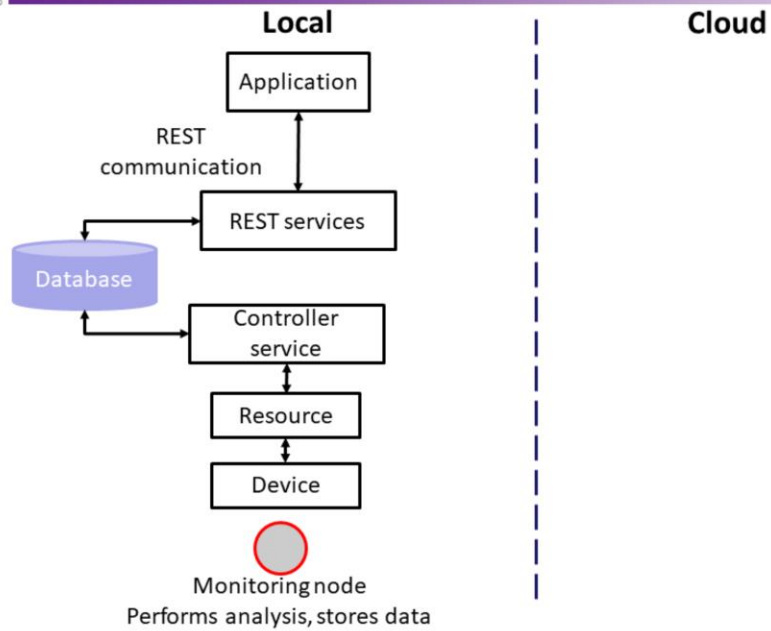 Local
Cloud
Application
REST
communication
REST services
Database
Controller
service
Resource
Device
Monitoring node
Performs analysis, stores data